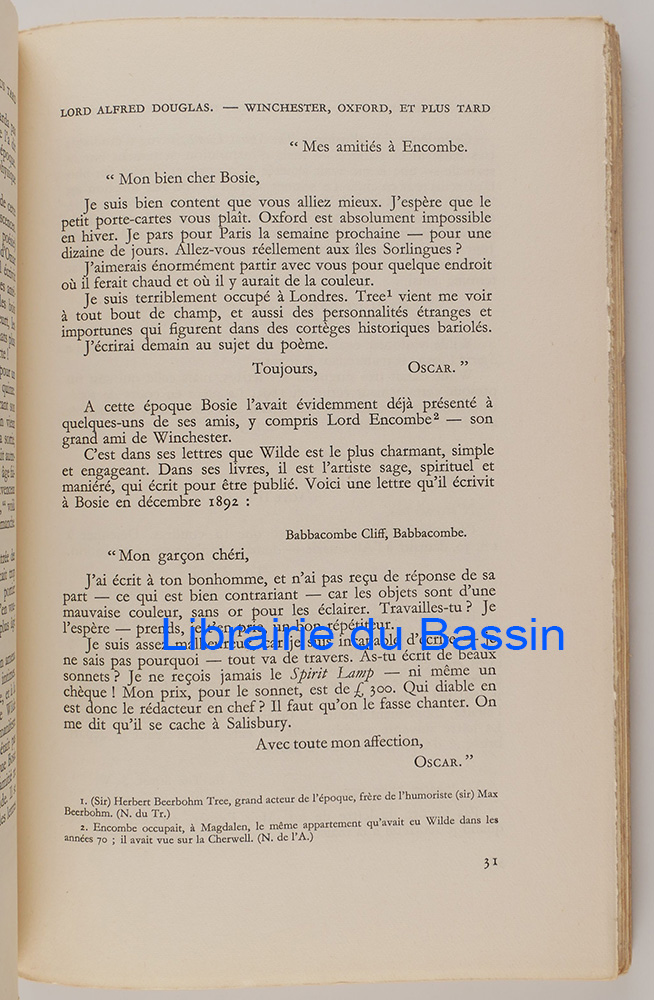 LORD ALFRED DOUGLAS. — WINCHESTER, OXFORD, ET PLUS TARD
“ Mes amitiés à Encombe.
“ Mon bien cher Bosie,
Je suis bien content que vous alliez mieux. J’espère que le
petit porte-cartes vous plaît. Oxford est absolument impossible
en hiver. Je pars pour Paris la semaine prochaine — pour une
dizaine de jours. Allez-vous réellement aux îles Sorlingues ?
J’aimerais énormément partir avec vous pour quelque endroit
où il ferait chaud et où il y aurait de la couleur.
Je suis terriblement occupé à Londres. Tree¹ vient me voir
à tout bout de champ, et aussi des personnalités étranges et
importunes qui figurent dans des cortèges historiques bariolés.
J’écrirai demain au sujet du poème.
Toujours, OSCAR. ”
A cette époque Bosie l’avait évidemment déjà présenté à
quelques-uns de ses amis, y compris Lord Encombe² — son
grand ami de Winchester.
C’est dans ses lettres que Wilde est le plus charmant, simple
et engageant. Dans ses livres, il est l’artiste sage, spirituel et
maniéré, qui écrit pour être publié. Voici une lettre qu’il écrivit
à Bosie en décembre 1892 :
Babbacombe Cliff, Babbacombe.
“ Mon garçon chéri,
J’ai écrit à ton bonhomme, et n’ai pas reçu de réponse de sa
part — ce qui est bien contrariant — car les objets sont d’une
mauvaise couleur, sans or pour les éclairer. Travailles-tu ? Je
l’espère — prends, je t’en prie, un bon répétiteur.
Librairie du Bassin
Je suis assez malheureux car je suis incapable d’écrire — je
ne sais pas pourquoi — tout va de travers. As-tu écrit de beaux
sonnets ? Je ne reçois jamais le Spirit Lamp — ni même un
chèque ! Mon prix, pour le sonnet, est de £ 300. Qui diable en
est donc le rédacteur en chef ? Il faut qu’on le fasse chanter. On
me dit qu’il se cache à Salisbury.
Avec toute mon affection,
OSCAR. ”
1. (Sir) Herbert Beerbohm Tree, grand acteur de l’époque, frère de l’humoriste (sir) Max
Beerbohm. (N. du Tr.)
2. Encombe occupait, à Magdalen, le même appartement qu’avait eu Wilde dans les
années 70 ; il avait vue sur la Cherwell. (N. de l’A.)
31